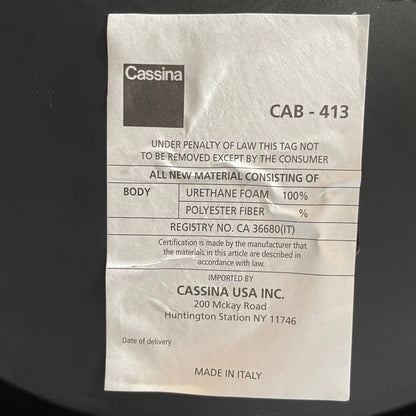 Cassina
CAB - 413
UNDER PENALTY OF LAW THIS TAG NOT
TO BE REMOVED EXCEPT BY THE CONSUMER
ALL NEW MATERIAL CONSISTING OF
BODY URETHANE FOAM 100%
POLYESTER FIBER %
REGISTRY NO. CA 36680(IT)
Certification is made by the manufacturer that
the materials in this article are described in
accordance with law.
IMPORTED BY
CASSINA USA INC.
200 Mckay Road
Huntington Station NY 11746
Date of delivery
MADE IN ITALY